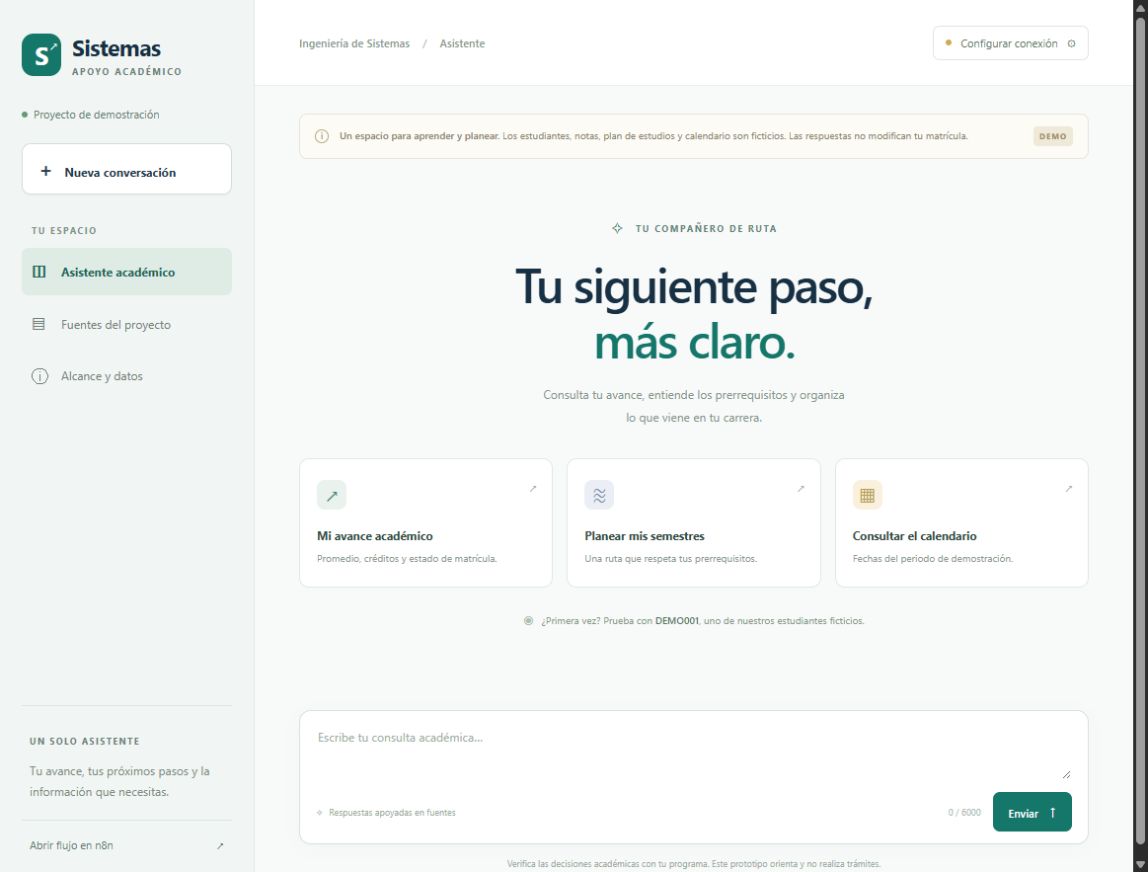 S
Sistemas
APOYO ACADÉMICO
Proyecto de demostración
+ Nueva conversación
TU ESPACIO
Asistente académico
Fuentes del proyecto
Alcance y datos
UN SOLO ASISTENTE
Tu avance, tus próximos pasos y la
información que necesitas.
Abrir flujo en n8n ↗
Ingeniería de Sistemas / Asistente
Configurar conexión
Un espacio para aprender y planear. Los estudiantes, notas, plan de estudios y calendario son ficticios. Las respuestas no modifican tu matrícula.
DEMO
TU COMPAÑERO DE RUTA
Tu siguiente paso,
más claro.
Consulta tu avance, entiende los prerrequisitos y organiza
lo que viene en tu carrera.
Mi avance académico
Promedio, créditos y estado de matrícula.
Planear mis semestres
Una ruta que respeta tus prerrequisitos.
Consultar el calendario
Fechas del periodo de demostración.
¿Primera vez? Prueba con DEMO001, uno de nuestros estudiantes ficticios.
Escribe tu consulta académica...
Respuestas apoyadas en fuentes
0 / 6000
Enviar ↑
Verifica las decisiones académicas con tu programa. Este prototipo orienta y no realiza trámites.